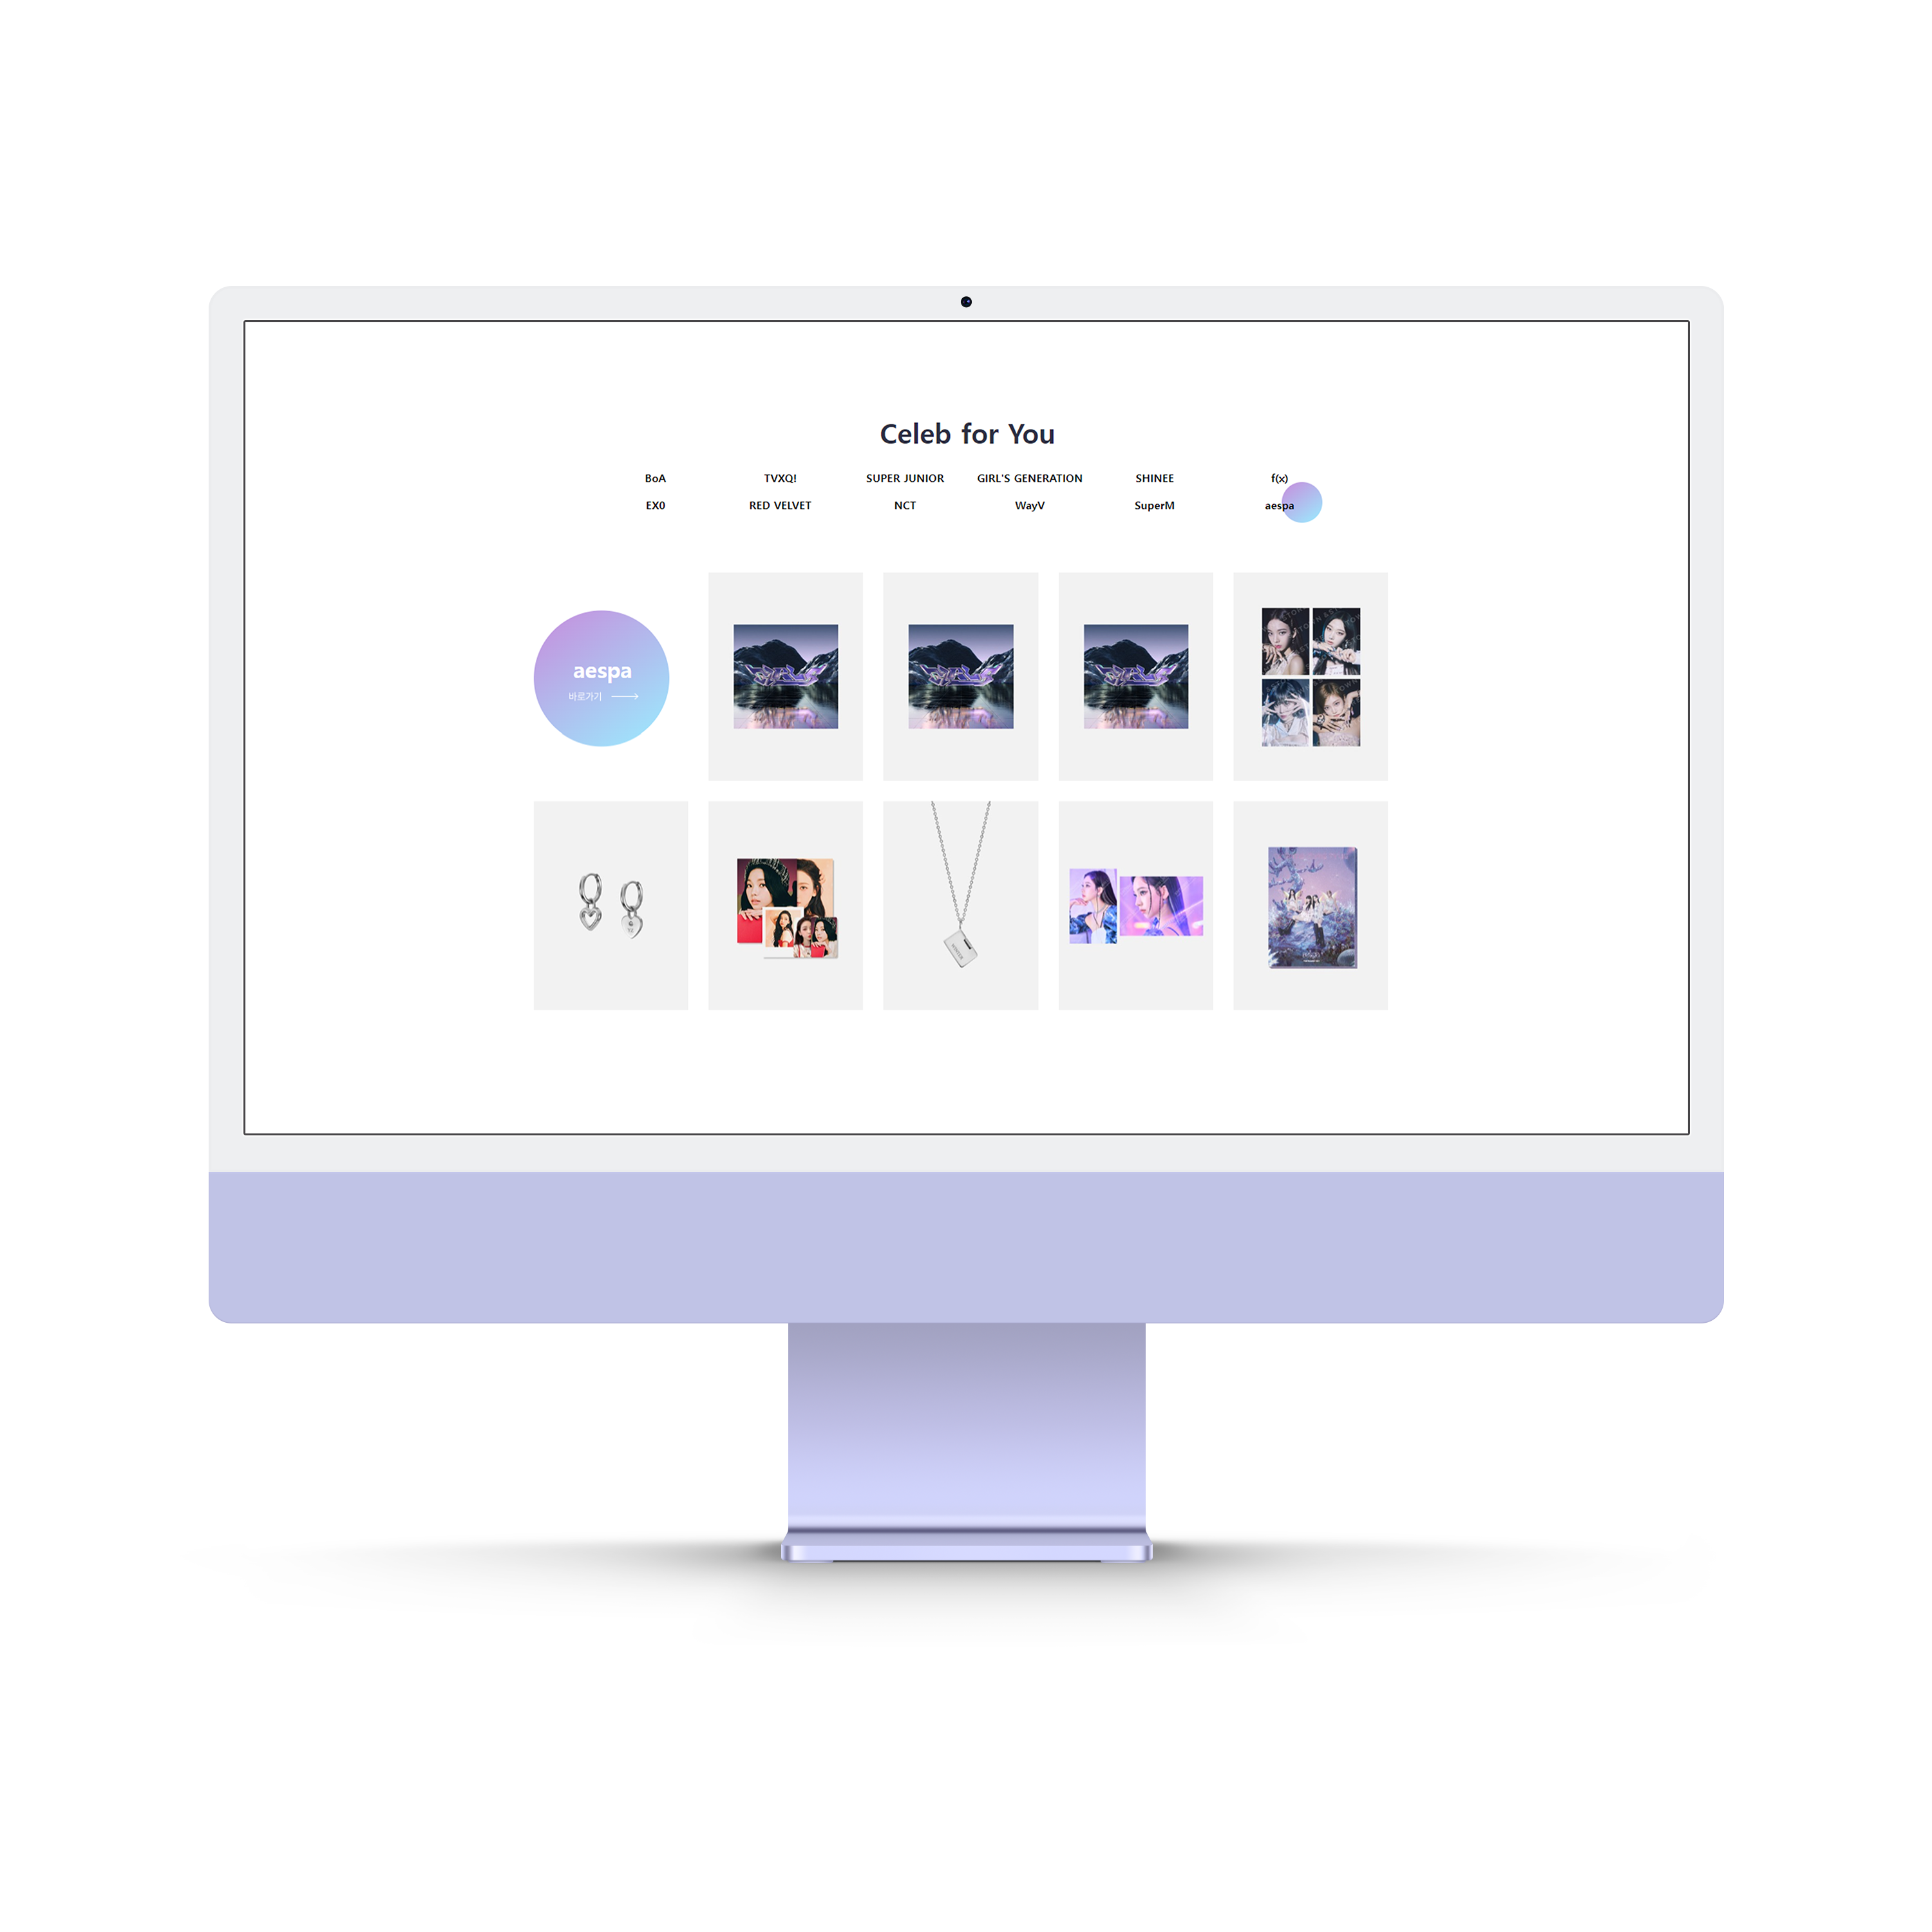 Celeb for You
BoA TVXQ! SUPER JUNIOR GIRL'S GENERATION SHINEE f(x)
EX0 RED VELVET NCT WayV SuperM aespa
aespa
바로가기